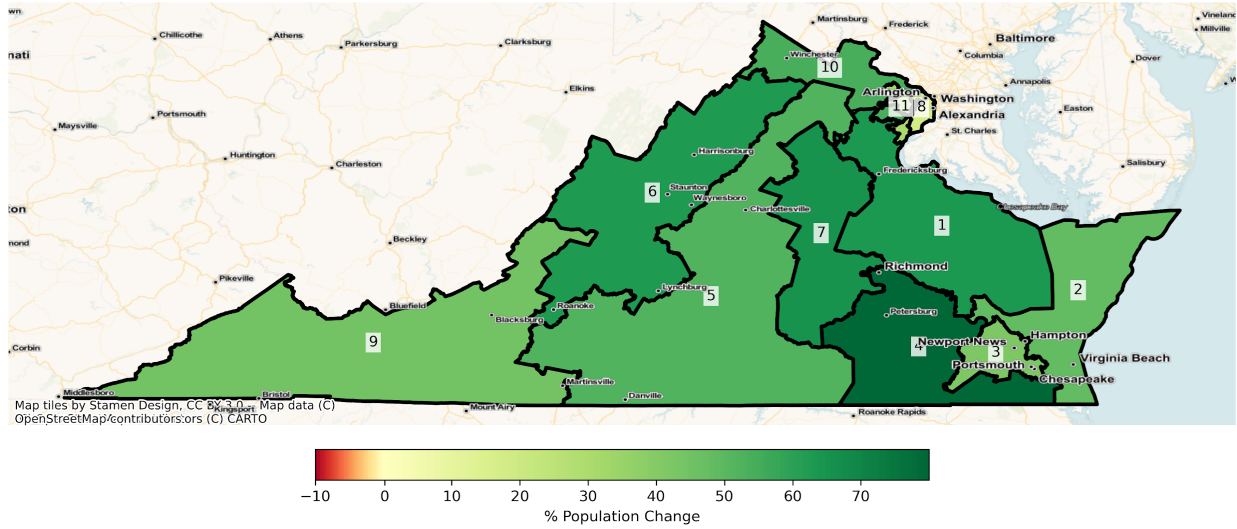 wn
Chillicothe
Athens
Parkersburg
Clarksburg
Martinsburg
Frederick
Vineland
Millville
nati
Winchester
10
Baltimore
Columbia
Dover
Annapolis
Elkins
Arlington
11
8
Washington
Alexandria
Easton
Portsmouth
Maysville
St. Charles
Huntington
Charleston
Harrisonburg
Fredericksburg
Salisbury
6
Staunton
Waynesboro
Charlottesville
Chesapeake Bay
ton
mond
Beckley
7
1
Pikeville
Richmond
Lynchburg
5
2
Bluefield
Roanoke
Blacksburg
Petersburg
9
4
Newport News
Hampton
3
Corbin
Portsmouth
Virginia Beach
Chesapeake
Martinsville
Middlesboro
Bristol
Danville
Kingsport
Mount Airy
Roanoke Rapids
Map tiles by Stamen Design, CC BY 3.0 -- Map data (C)
OpenStreetMap contributors
(C) CARTO
−10
0
10
20
30
40
50
60
70
% Population Change